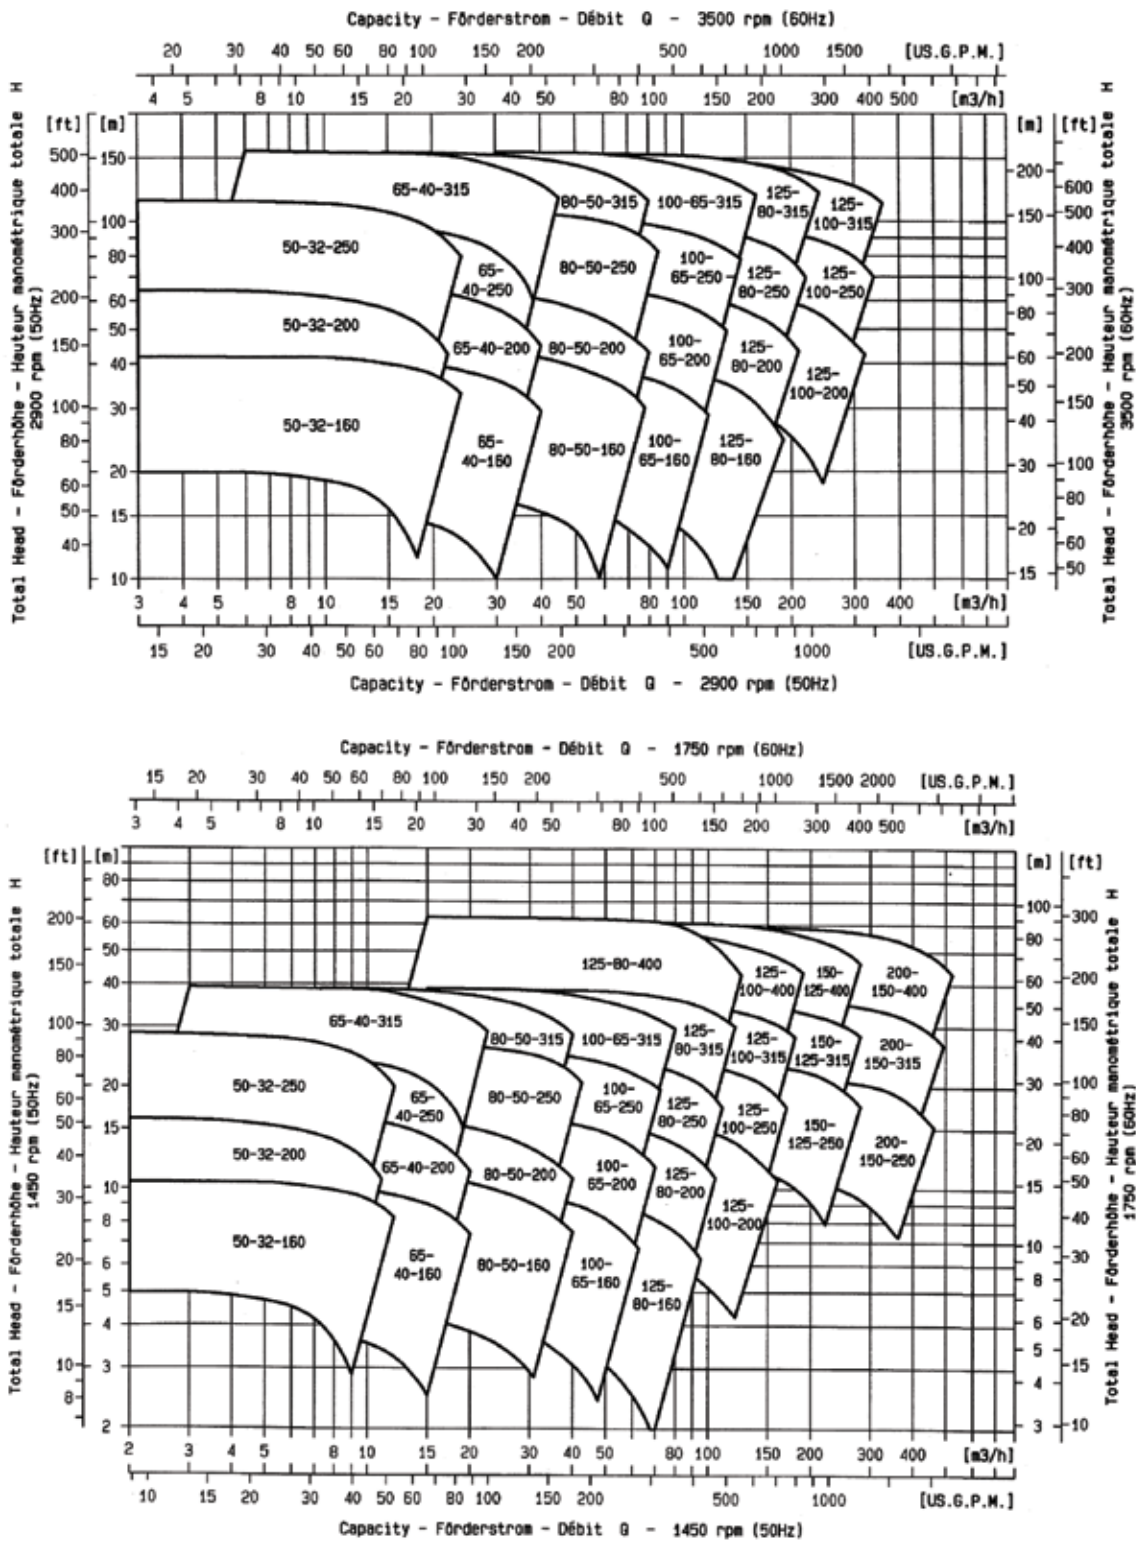 Capacity - Förderstrom - Débit Q - 3500 rpm (60Hz)
20 30 40 50 60 80 100 150 200 400 500 1000 1500 [US.G.P.M.]
4 5 8 10 15 20 30 40 50 80 100 150 200 300 400 500 [m3/h]
Total Head - Förderhöhe - Hauteur manométrique totale H
2900 rpm (50Hz)
[ft] [m]
500 400 300 200 150 100 80 60 50 40
150 100 80 70 60 50 40 30 20 15 10
65-40-315
80-50-315
100-65-315
125-
80-315
125-
100-315
50-32-250
65-
40-250
80-50-250
100-
65-250
125-
80-250
125-
100-250
50-32-200
65-40-200
80-50-200
100-
65-200
125-
80-200
125-
100-200
50-32-160
65-
40-160
80-50-160
100-
65-160
125-
80-160
[m] [ft]
200 150 100 80 60 50 40 30 20 15
600 500 400 300 200 150 100 80 60 50
Total Head - Förderhöhe - Hauteur manométrique totale H
3500 rpm (60Hz)
3 4 5 8 10 15 20 30 40 50 80 100 150 200 300 400 [m3/h]
15 20 30 40 50 60 80 100 150 200 500 1000 [US.G.P.M.]
Capacity - Förderstrom - Débit Q - 2900 rpm (50Hz)
Capacity - Förderstrom - Débit Q - 1750 rpm (60Hz)
15 20 30 40 50 60 80 100 150 200 500 1000 1500 2000 [US.G.P.M.]
3 4 5 8 10 15 20 30 40 50 80 100 150 200 300 400 500 [m3/h]
Total Head - Förderhöhe - Hauteur manométrique totale H
1450 rpm (50Hz)
[ft] [m]
200 150 100 80 60 50 40 30 20 15 10 8
80 60 50 40 30 20 15 10 8 6 5 4 3 2
125-80-400
125-
100-400
150-
125-400
200-
150-400
65-40-315
80-50-315
100-65-315
125-
80-315
125-
100-315
150-
125-315
200-
150-315
50-32-250
65-
40-250
80-50-250
100-
65-250
125-
80-250
125-
100-250
150-
125-250
200-
150-250
50-32-200
65-40-200
80-50-200
100-
65-200
125-
80-200
125-
100-200
50-32-160
65-
40-160
80-50-160
100-
65-160
125-
80-160
[m] [ft]
100 80 60 50 40 30 20 15 10 8 6 5 4 3
300 200 150 100 80 60 50 40 30 20 15 10
Total Head - Förderhöhe - Hauteur manométrique totale H
1750 rpm (60Hz)
2 3 4 5 8 10 15 20 30 40 50 80 100 150 200 300 400 [m3/h]
10 15 20 30 40 50 60 80 100 150 200 500 1000 [US.G.P.M.]
Capacity - Förderstrom - Débit Q - 1450 rpm (50Hz)